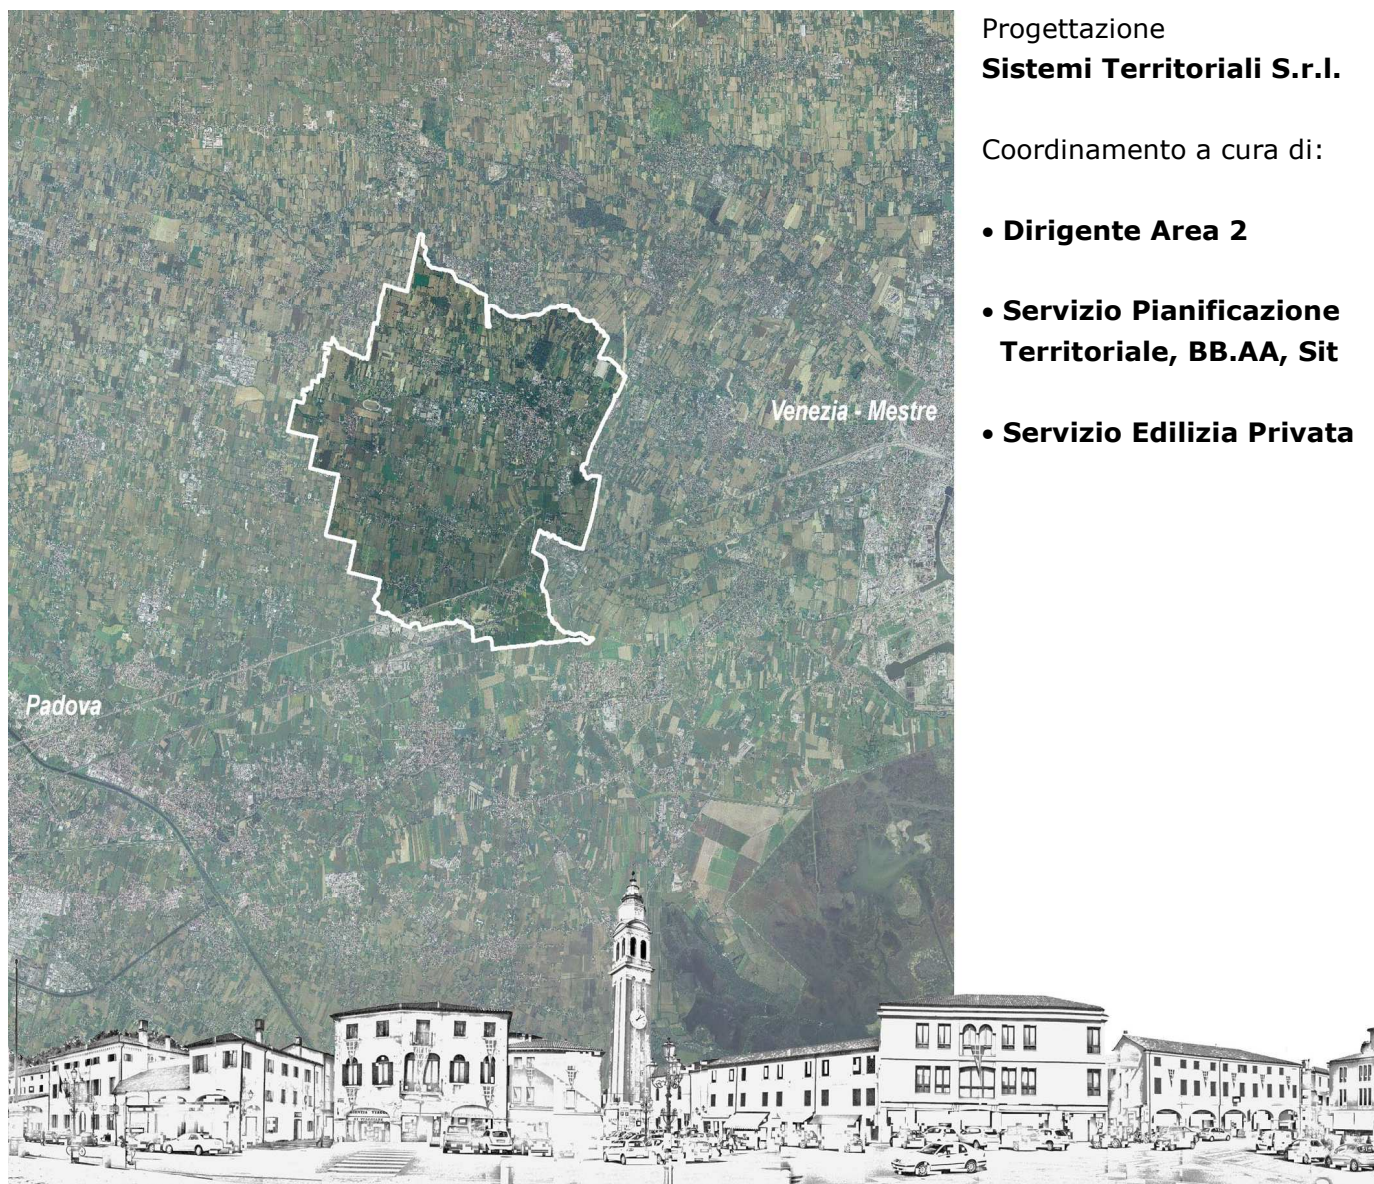 Progettazione
Sistemi Territoriali S.r.l.
Coordinamento a cura di:
• Dirigente Area 2
• Servizio Pianificazione
Territoriale, BB.AA, Sit
• Servizio Edilizia Privata
Venezia - Mestre
Padova